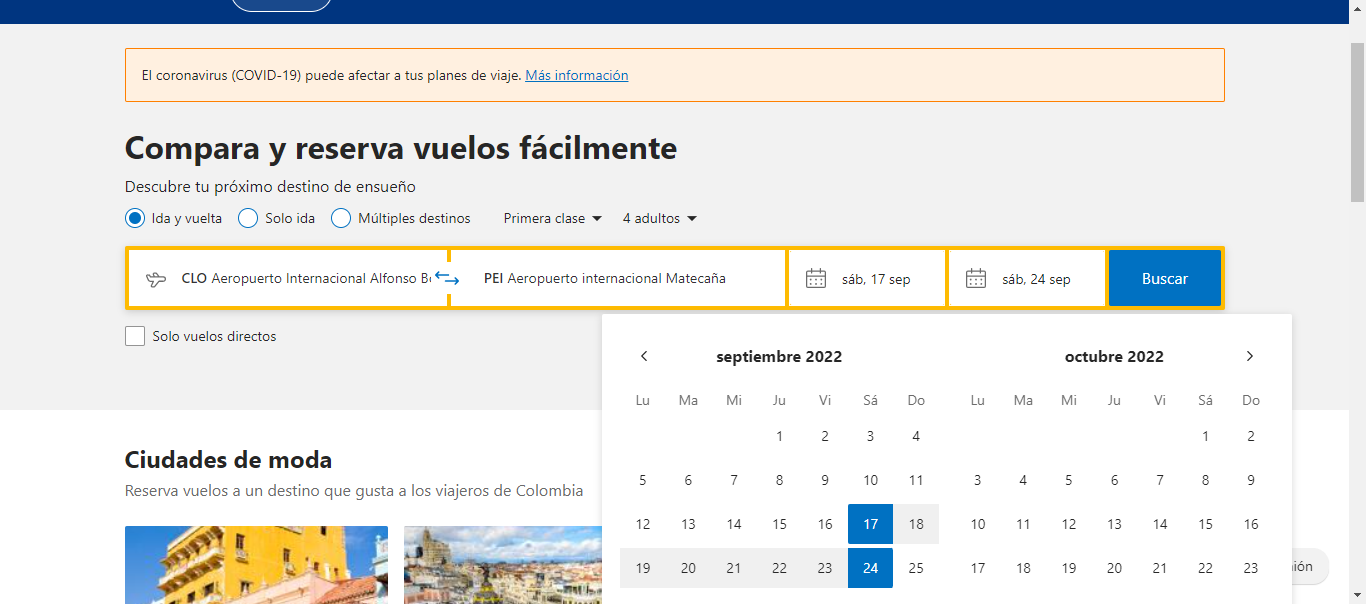 El coronavirus (COVID-19) puede afectar a tus planes de viaje. Más información
Compara y reserva vuelos fácilmente
Descubre tu próximo destino de ensueño
Ida y vuelta Solo ida Múltiples destinos Primera clase 4 adultos
CLO Aeropuerto Internacional Alfonso PEI Aeropuerto internacional Matecaña sáb, 17 sep sáb, 24 sep Buscar
Solo vuelos directos
septiembre 2022 octubre 2022
Lu Ma Mi Ju Vi Sá Do Lu Ma Mi Ju Vi Sá Do
1 2 3 4 1 2
5 6 7 8 9 10 11 3 4 5 6 7 8 9
12 13 14 15 16 17 18 10 11 12 13 14 15 16
19 20 21 22 23 24 25 17 18 19 20 21 22 23
Ciudades de moda
Reserva vuelos a un destino que gusta a los viajeros de Colombia